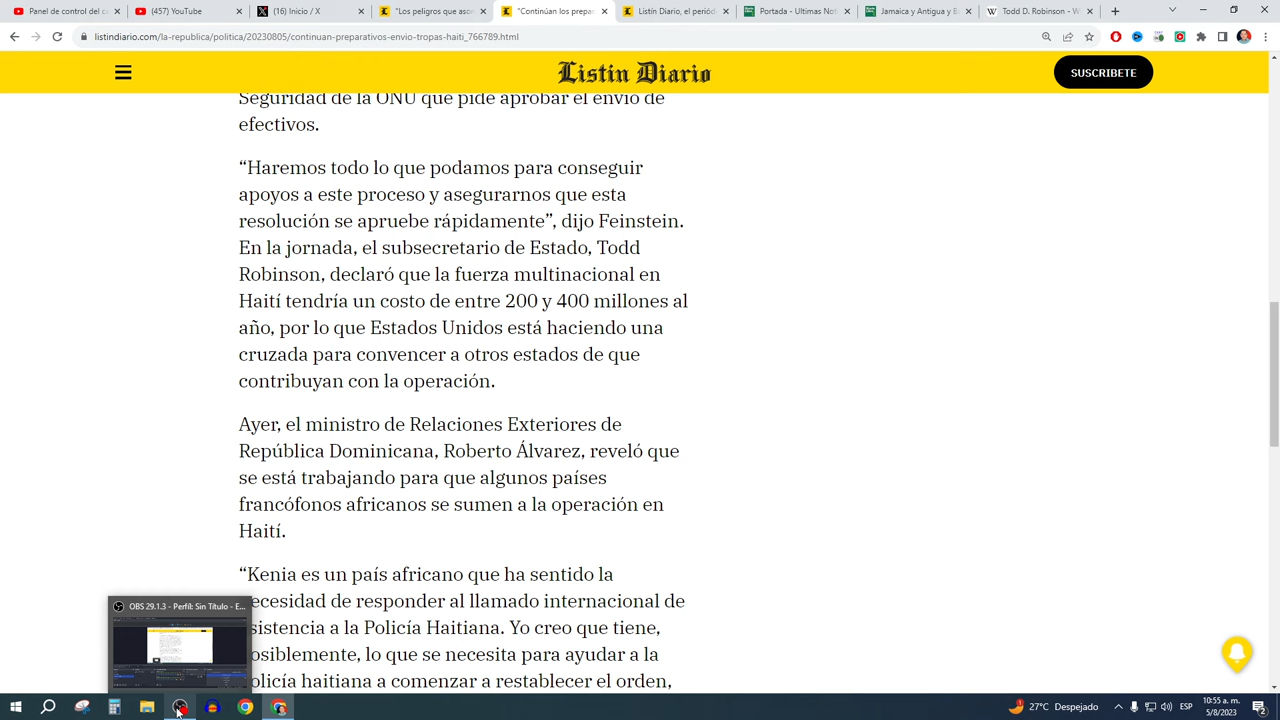 Panel de control del ca
(457) YouTube
(16) Inicio / X
"Los peligros que aso
"Continúan los prepa
Listín Diario, el periód
Portada - Ultimas No
Jamaica y Antigua y B
Todd D. Robinson - W
listindiario.com/la-republica/politica/20230805/continuan-preparativos-envio-tropas-haiti_766789.html
Listin Diario
SUSCRIBETE
Seguridad de la ONU que pide aprobar el envío de
efectivos.
“Haremos todo lo que podamos para conseguir
apoyos a este proceso y asegurarnos que esta
resolución se apruebe rápidamente”, dijo Feinstein.
En la jornada, el subsecretario de Estado, Todd
Robinson, declaró que la fuerza multinacional en
Haití tendría un costo de entre 200 y 400 millones al
año, por lo que Estados Unidos está haciendo una
cruzada para convencer a otros estados de que
contribuyan con la operación.
Ayer, el ministro de Relaciones Exteriores de
República Dominicana, Roberto Álvarez, reveló que
se está trabajando para que algunos países
francófonos africanos se sumen a la operación en
Haití.
“Kenia es un país africano que ha sentido la
necesidad de responder al llamado internacional de
sistencia a la Policía Haitiana. Yo creo que tiene,
osiblemente, lo que se necesita para ayudar a la
olicía haitiana a comenzar a restablecer el orden.
OBS 29.1.3 - Perfil: Sin Título - E...
27°C Despejado
ESP
10:55 a. m.
5/8/2023
2